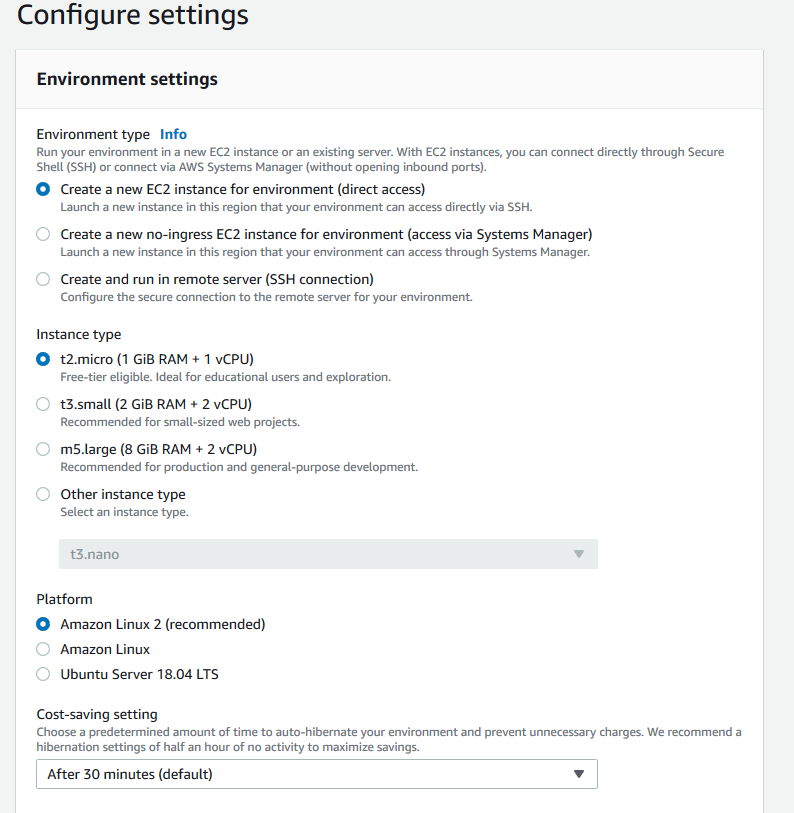 Configure settings
Environment settings
Environment type Info
Run your environment in a new EC2 instance or an existing server. With EC2 instances, you can connect directly through Secure
Shell (SSH) or connect via AWS Systems Manager (without opening inbound ports).
Create a new EC2 instance for environment (direct access)
Launch a new instance in this region that your environment can access directly via SSH.
Create a new no-ingress EC2 instance for environment (access via Systems Manager)
Launch a new instance in this region that your environment can access through Systems Manager.
Create and run in remote server (SSH connection)
Configure the secure connection to the remote server for your environment.
Instance type
t2.micro (1 GiB RAM + 1 vCPU)
Free-tier eligible. Ideal for educational users and exploration.
t3.small (2 GiB RAM + 2 vCPU)
Recommended for small-sized web projects.
m5.large (8 GiB RAM + 2 vCPU)
Recommended for production and general-purpose development.
Other instance type
Select an instance type.
t3.nano
Platform
Amazon Linux 2 (recommended)
Amazon Linux
Ubuntu Server 18.04 LTS
Cost-saving setting
Choose a predetermined amount of time to auto-hibernate your environment and prevent unnecessary charges. We recommend a
hibernation settings of half an hour of no activity to maximize savings.
After 30 minutes (default)